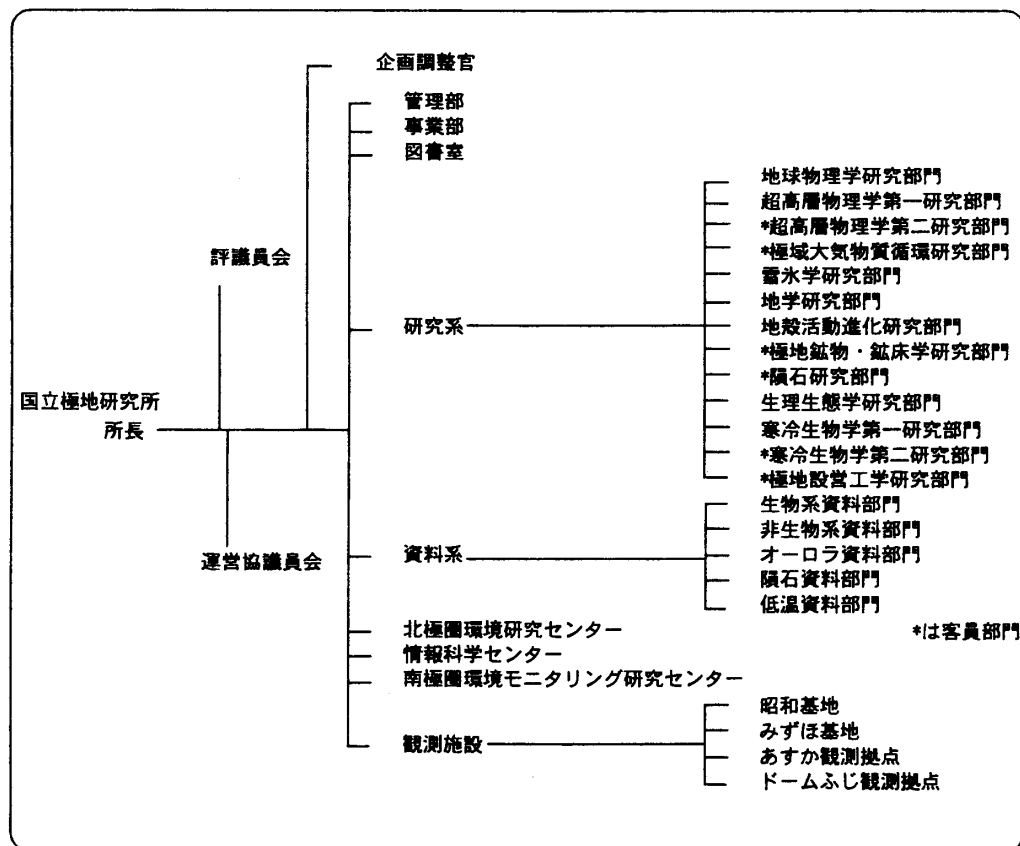 企画調整官
管理部
事業部
図書室
地球物理学研究部門
超高層物理学第一研究部門
*超高層物理学第二研究部門
*極域大気物質循環研究部門
雪氷学研究部門
地学研究部門
地殻活動進化研究部門
*極地鉱物・鉱床学研究部門
*隕石研究部門
生理生態学研究部門
寒冷生物学第一研究部門
*寒冷生物学第二研究部門
*極地設営工学研究部門
評議員会
研究系
国立極地研究所
所長
運営協議員会
資料系
生物系資料部門
非生物系資料部門
オーロラ資料部門
隕石資料部門
低温資料部門
*は客員部門
北極圏環境研究センター
情報科学センター
南極圏環境モニタリング研究センター
観測施設
昭和基地
みずほ基地
あすか観測拠点
ドームふじ観測拠点